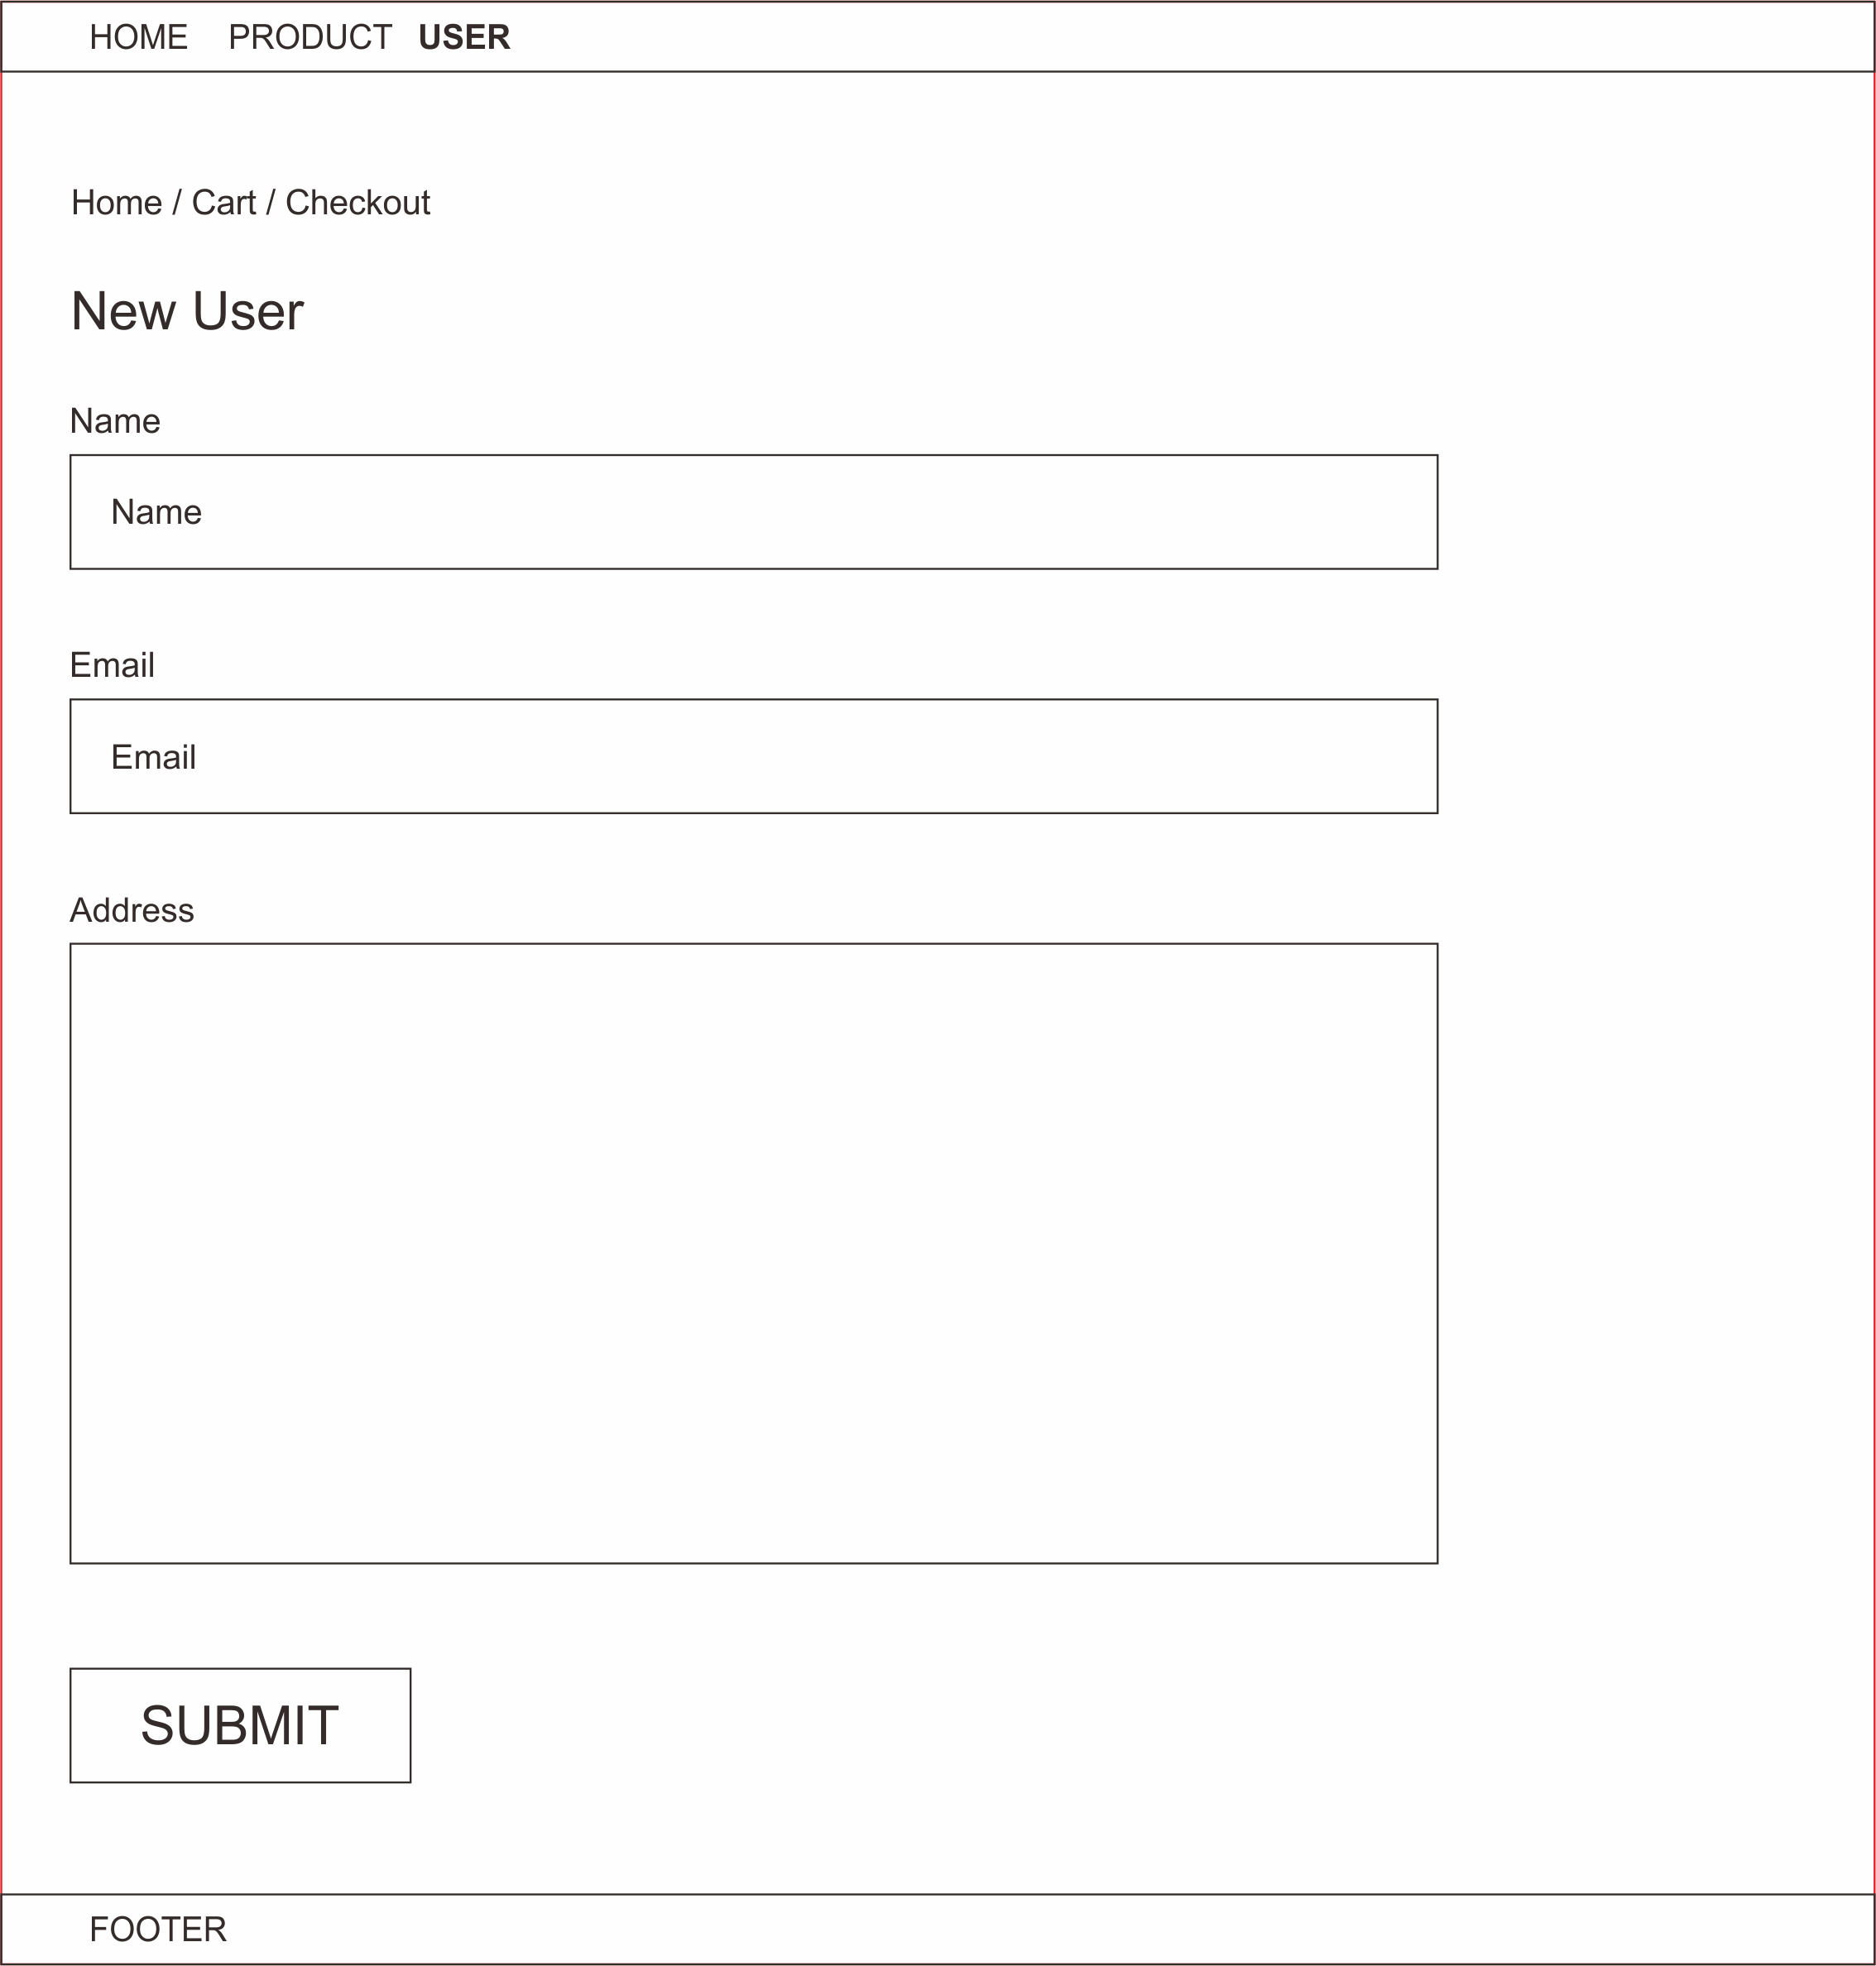 HOME PRODUCT USER
Home / Cart / Checkout
New User
Name
Name
Email
Email
Address
SUBMIT
FOOTER